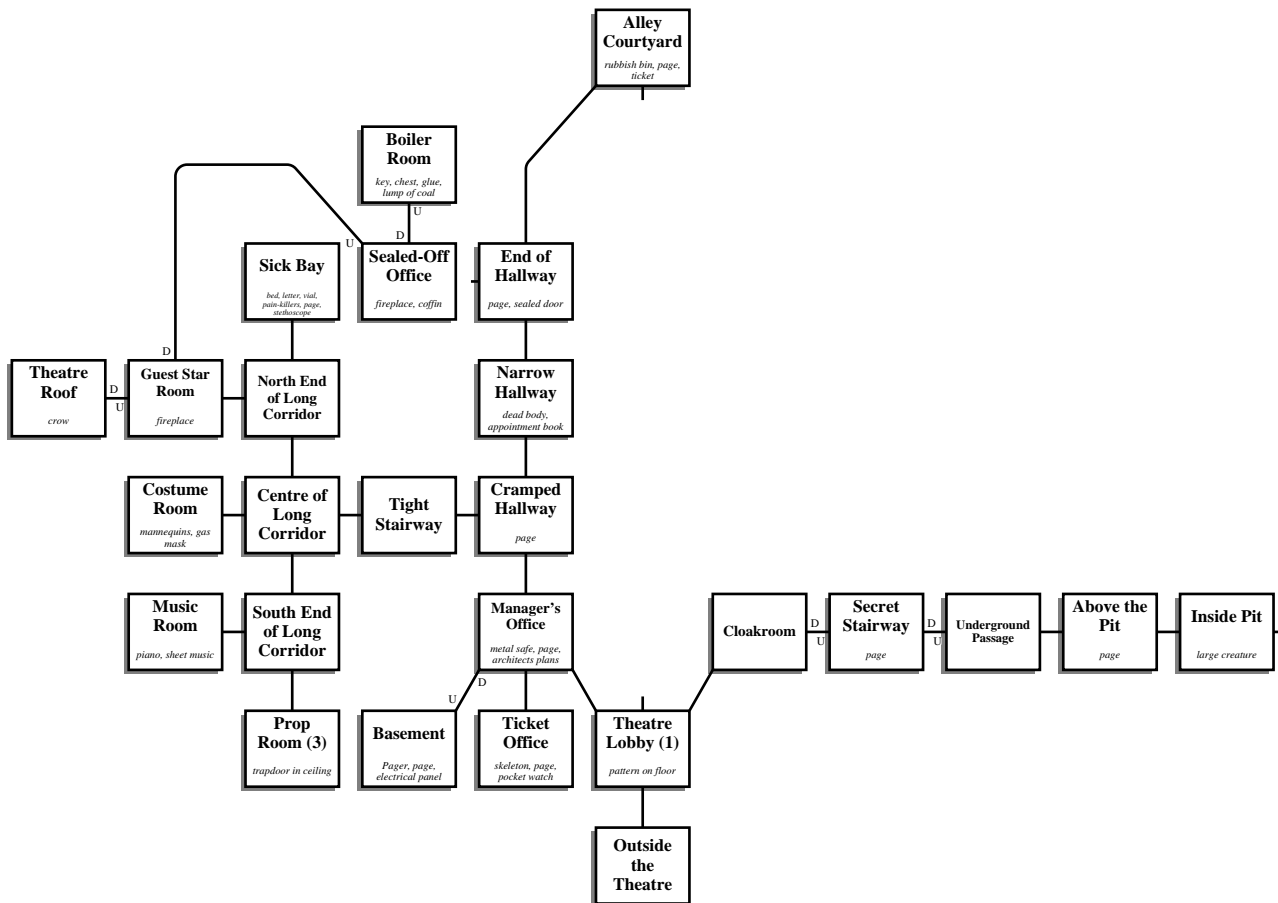 Alley
Courtyard
rubbish bin, page,
ticket
Boiler
Room
key, chest, glue,
lump of coal
U
D
U
Sick Bay
bed, letter, vial,
pain-killers, page,
stethoscope
Sealed-Off
Office
fireplace, coffin
End of
Hallway
page, sealed door
D
Theatre
Roof
crow
D
U
Guest Star
Room
fireplace
North End
of Long
Corridor
Narrow
Hallway
dead body,
appointment book
Costume
Room
mannequins, gas
mask
Centre of
Long
Corridor
Tight
Stairway
Cramped
Hallway
page
Music
Room
piano, sheet music
South End
of Long
Corridor
Manager's
Office
metal safe, page,
architects plans
Cloakroom
D
U
Secret
Stairway
page
D
U
Underground
Passage
Above the
Pit
page
Inside Pit
large creature
D
U
Prop
Room (3)
trapdoor in ceiling
Basement
Pager, page,
electrical panel
Ticket
Office
skeleton, page,
pocket watch
Theatre
Lobby (1)
pattern on floor
Outside
the
Theatre